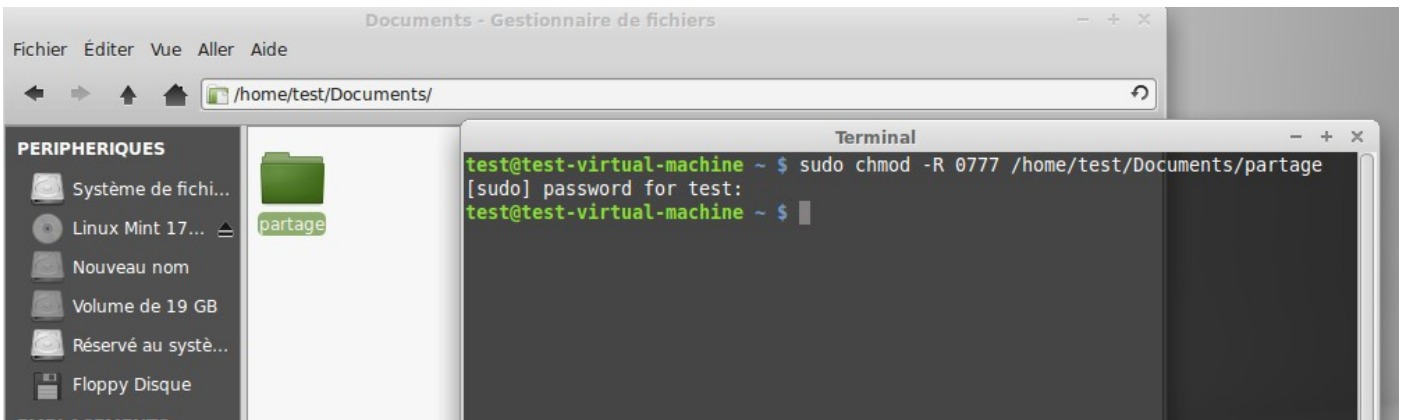 Documents - Gestionnaire de fichiers
Fichier Éditer Vue Aller Aide
/home/test/Documents/
PERIPHERIQUES
Système de fichi...
Linux Mint 17...
Nouveau nom
Volume de 19 GB
Réservé au systè...
Floppy Disque
partage
Terminal
test@test-virtual-machine ~ $ sudo chmod -R 0777 /home/test/Documents/partage
[sudo] password for test:
test@test-virtual-machine ~ $